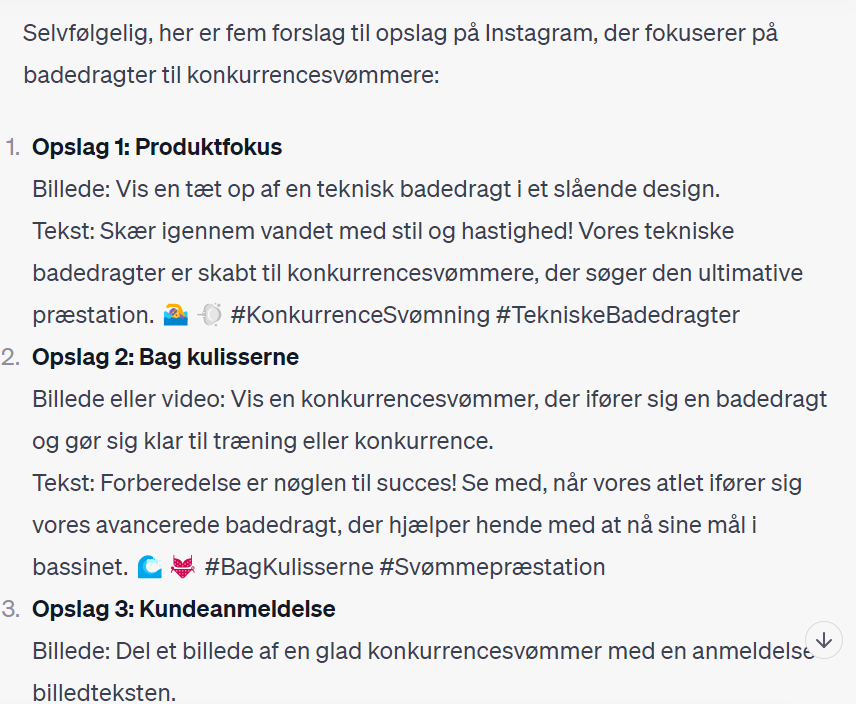 Selvfølgelig, her er fem forslag til opslag på Instagram, der fokuserer på
badedragter til konkurrencesvømmere:
1. Opslag 1: Produktfokus
Billede: Vis en tæt op af en teknisk badedragt i et slående design.
Tekst: Skær igennem vandet med stil og hastighed! Vores tekniske
badedragter er skabt til konkurrencesvømmere, der søger den ultimative
præstation. 🏊‍♀️ 💨 #KonkurrenceSvømning #TekniskeBadedragter
2. Opslag 2: Bag kulisserne
Billede eller video: Vis en konkurrencesvømmer, der ifører sig en badedragt
og gør sig klar til træning eller konkurrence.
Tekst: Forberedelse er nøglen til succes! Se med, når vores atlet ifører sig
vores avancerede badedragt, der hjælper hende med at nå sine mål i
bassinet. 🌊 👙 #BagKulisserne #Svømmepræstation
3. Opslag 3: Kundeanmeldelse
Billede: Del et billede af en glad konkurrencesvømmer med en anmeldelse
billedteksten.